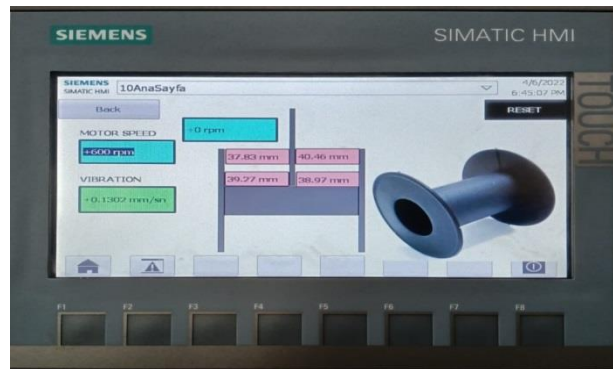 SIEMENS
SIMATIC HMI
SIEMENS
SIMATIC HMI
10AnaSayfa
4/6/2022
6:45:07 PM
TOUCH
Back
RESET
MOTOR SPEED
+0 rpm
+600 rpm
37.83 mm
40.46 mm
VIBRATION
39.27 mm
38.97 mm
+0.1302 mm/sn
F1
F2
F3
F4
F5
F6
F7
F8